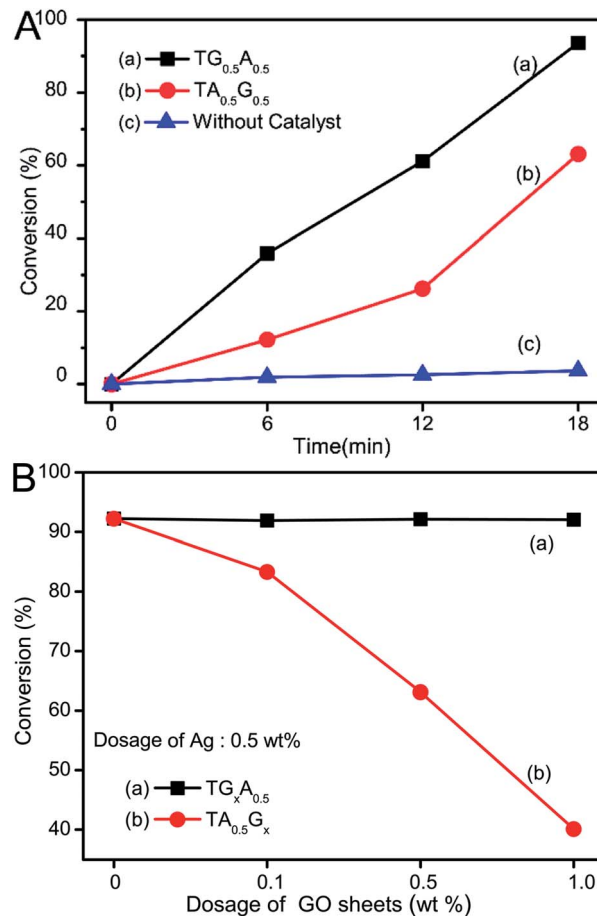 A
100
80
60
40
20
0
Conversion (%)
(a) TG0.5A0.5
(b) TA0.5G0.5
(c) Without Catalyst
(a)
(b)
(c)
0 6 12 18
Time(min)
B
100
90
80
70
60
50
40
Conversion (%)
(a)
Dosage of Ag : 0.5 wt%
(a) TGxA0.5
(b) TA0.5Gx
(b)
0 0.1 0.5 1.0
Dosage of GO sheets (wt %)